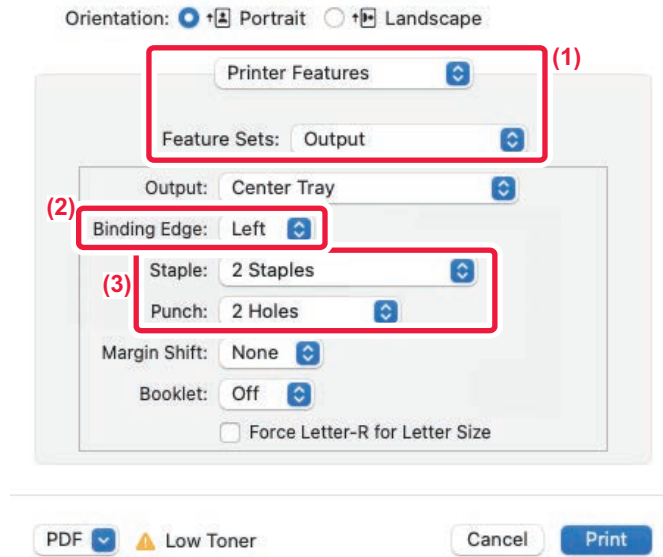 Orientation: Portrait Landscape
(1)
Printer Features
Feature Sets: Output
Output: Center Tray
(2)
Binding Edge: Left
Staple: 2 Staples
(3)
Punch: 2 Holes
Margin Shift: None
Booklet: Off
Force Letter-R for Letter Size
PDF Low Toner Cancel Print